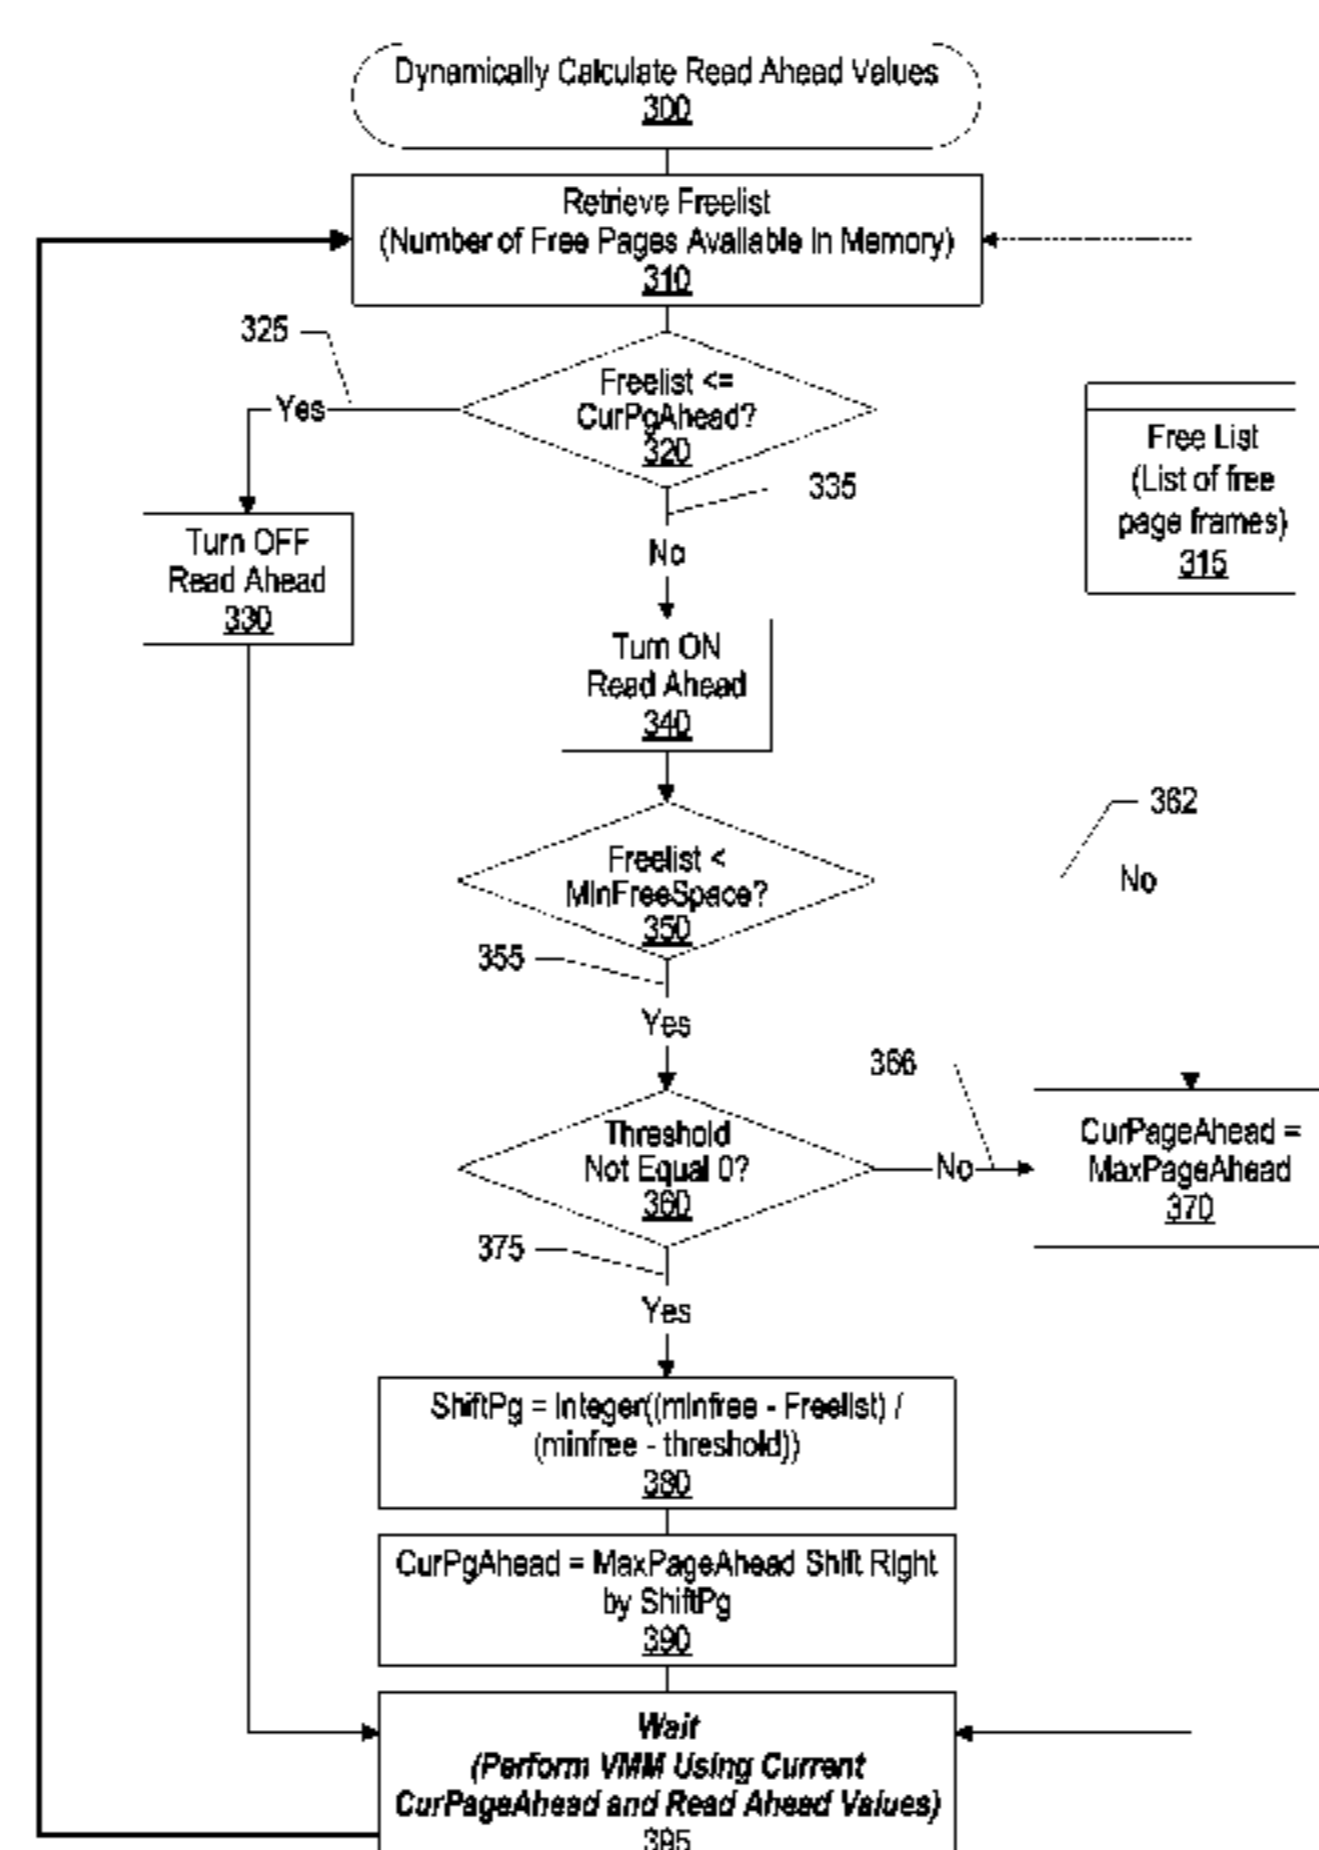 Dynamically Calculate Read Ahead Values
300
Retrieve Freelist
(Number of Free Pages Available In Memory)
310
325
Yes
Freelist <=
CurPgAhead?
320
335
No
Free List
(List of free
page frames)
315
Turn OFF
Read Ahead
330
Turn ON
Read Ahead
340
362
No
Freelist <
MinFreeSpace?
350
355
Yes
366
Threshold
Not Equal 0?
360
No
CurPageAhead =
MaxPageAhead
370
375
Yes
ShiftPg = Integer((minfree - Freelist) /
(minfree - threshold))
380
CurPgAhead = MaxPageAhead Shift Right
by ShiftPg
390
Wait
(Perform VMM Using Current
CurPageAhead and Read Ahead Values)
395